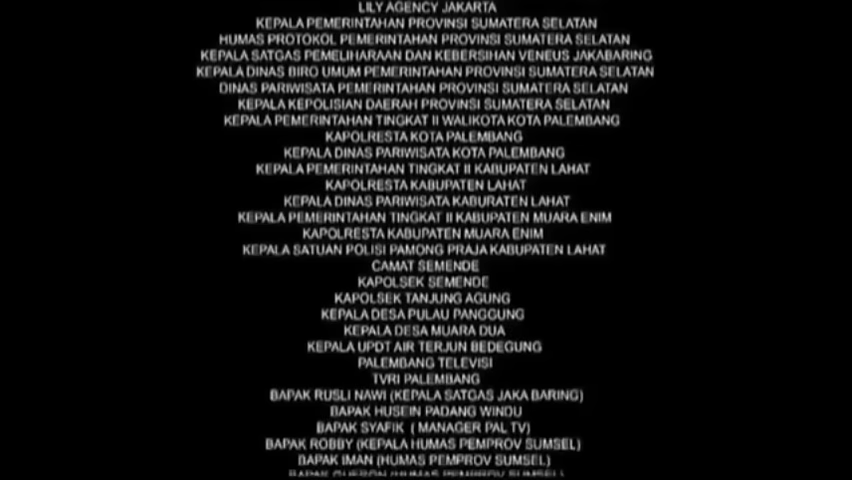 LILY AGENCY JAKARTA
KEPALA PEMERINTAHAN PROVINSI SUMATERA SELATAN
HUMAS PROTOKOL PEMERINTAHAN PROVINSI SUMATERA SELATAN
KEPALA SATGAS PEMELIHARAAN DAN KEBERSIHAN VENEUS JAKABARING
KEPALA DINAS BIRO UMUM PEMERINTAHAN PROVINSI SUMATERA SELATAN
DINAS PARIWISATA PEMERINTAHAN PROVINSI SUMATERA SELATAN
KEPALA KEPOLISIAN DAERAH PROVINSI SUMATERA SELATAN
KEPALA PEMERINTAHAN TINGKAT II WALIKOTA KOTA PALEMBANG
KAPOLRESTA KOTA PALEMBANG
KEPALA DINAS PARIWISATA KOTA PALEMBANG
KEPALA PEMERINTAHAN TINGKAT II KABUPATEN LAHAT
KAPOLRESTA KABUPATEN LAHAT
KEPALA DINAS PARIWISATA KABURATEN LAHAT
KEPALA PEMERINTAHAN TINGKAT II KABUPATEN MUARA ENIM
KAPOLRESTA KABUPATEN MUARA ENIM
KEPALA SATUAN POLISI PAMONG PRAJA KABUPATEN LAHAT
CAMAT SEMENDE
KAPOLSEK SEMENDE
KAPOLSEK TANJUNG AGUNG
KEPALA DESA PULAU PANGGUNG
KEPALA DESA MUARA DUA
KEPALA UPDT AIR TERJUN BEDEGUNG
PALEMBANG TELEVISI
TVRI PALEMBANG
BAPAK RUSLI NAWI (KEPALA SATGAS JAKA BARING)
BAPAK HUSEIN PADANG WINDU
BAPAK SYAFIK ( MANAGER PAL TV)
BAPAK ROBBY (KEPALA HUMAS PEMPROV SUMSEL)
BAPAK IMAN (HUMAS PEMPROV SUMSEL)
BAPAK (HUMAS PEMPROV SUMSEL)